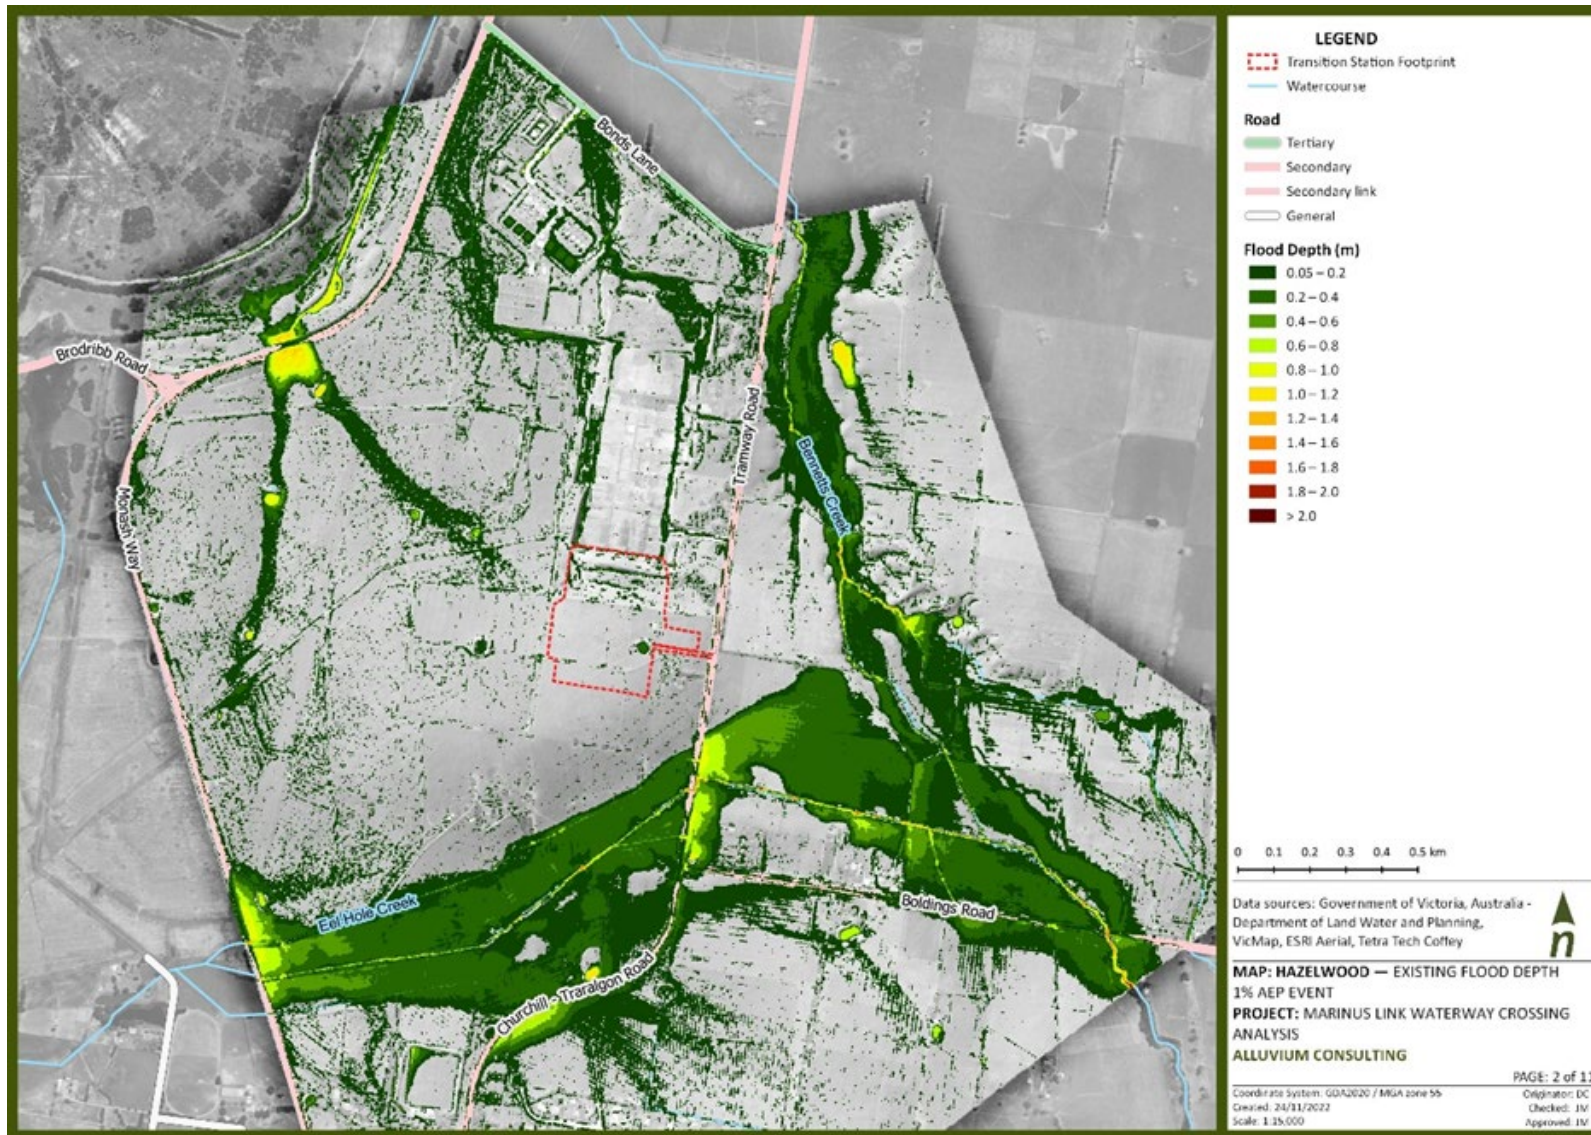 Bonds Lane
Brodribb Road
Tramway Road
Bennetts Creek
Monash Way
Eel Hole Creek
Boldings Road
Churchill - Traralgon Road
LEGEND
Transition Station Footprint
Watercourse
Road
Tertiary
Secondary
Secondary link
General
Flood Depth (m)
0.05 – 0.2
0.2 – 0.4
0.4 – 0.6
0.6 – 0.8
0.8 – 1.0
1.0 – 1.2
1.2 – 1.4
1.4 – 1.6
1.6 – 1.8
1.8 – 2.0
> 2.0
0 0.1 0.2 0.3 0.4 0.5 km
Data sources: Government of Victoria, Australia -
Department of Land Water and Planning,
VicMap, ESRI Aerial, Tetra Tech Coffey
n
MAP: HAZELWOOD — EXISTING FLOOD DEPTH
1% AEP EVENT
PROJECT: MARINUS LINK WATERWAY CROSSING
ANALYSIS
ALLUVIUM CONSULTING
PAGE: 2 of 11
Coordinate System: GDA2020 / MGA zone 55
Originator: DC
Created: 24/11/2022
Checked: JM
Scale: 1:15,000
Approved: JM